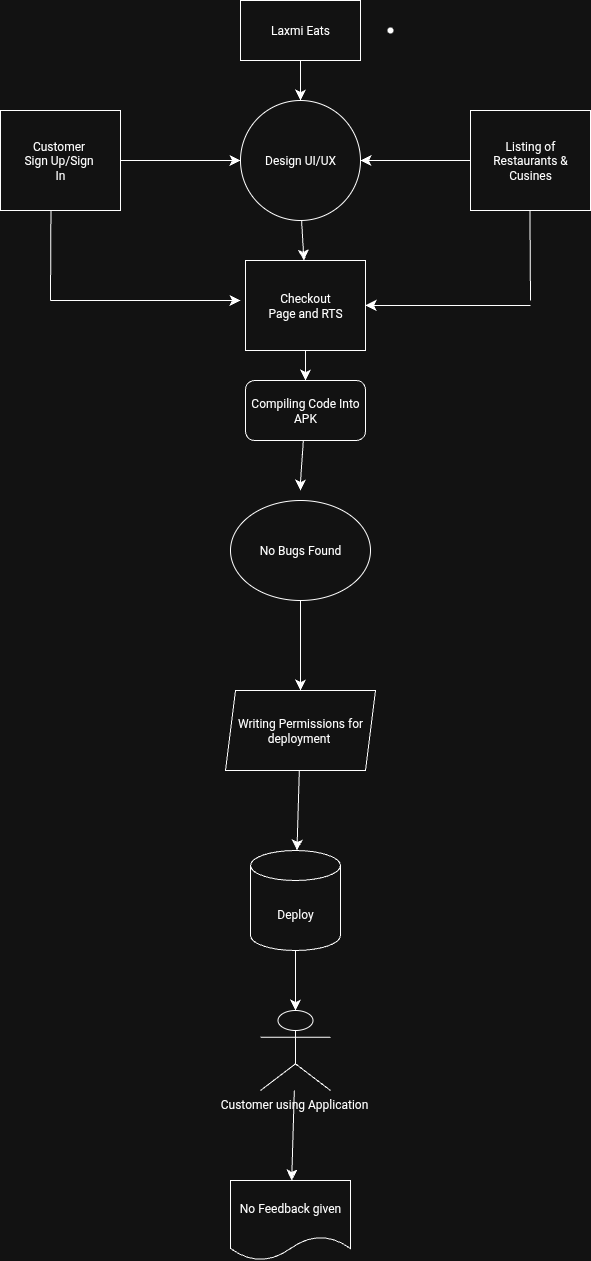 Laxmi Eats
Customer
Sign Up/Sign
In
Design UI/UX
Listing of
Restaurants &
Cusines
Checkout
Page and RTS
Compiling Code Into
APK
No Bugs Found
Writing Permissions for
deployment
Deploy
Customer using Application
No Feedback given